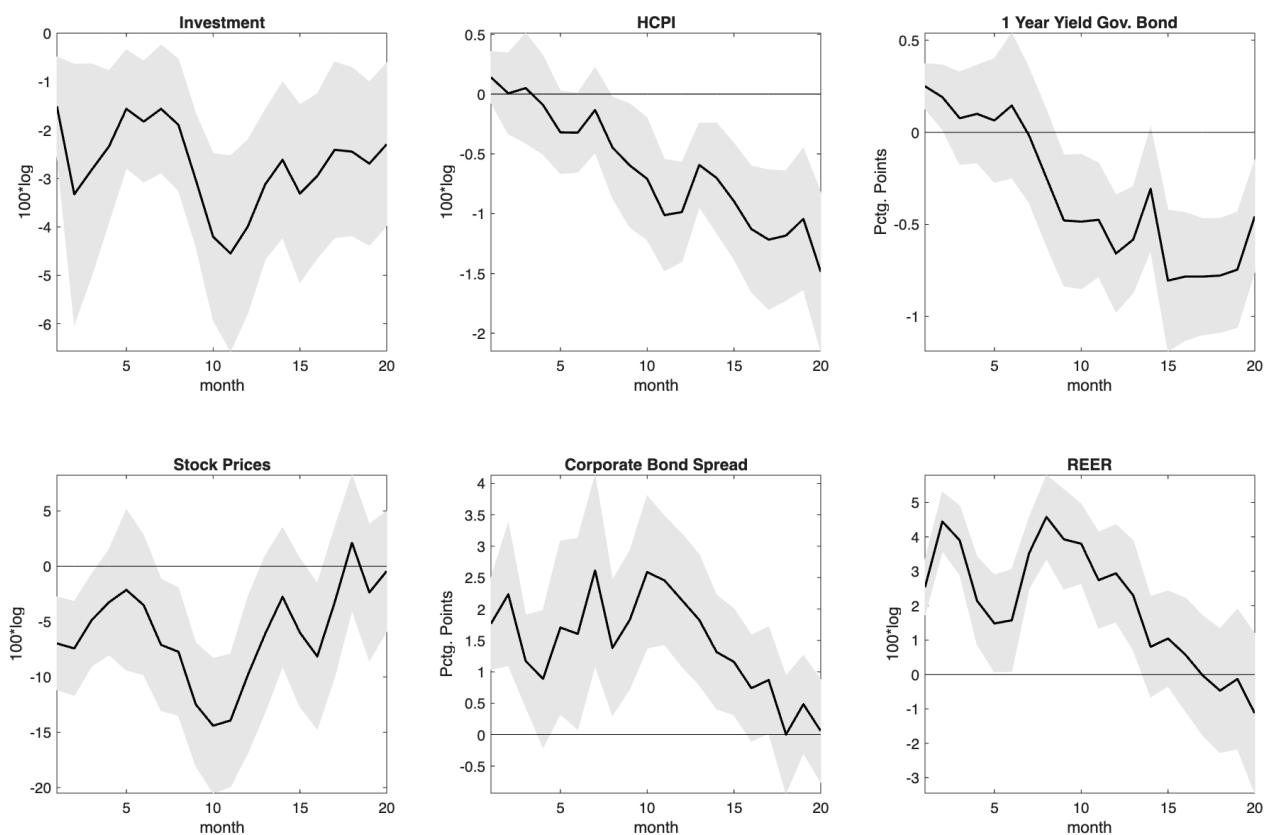 Investment
0
-1
-2
-3
-4
-5
-6
100*log
5 10 15 20
month
HCPI
0.5
0
-0.5
-1
-1.5
-2
100*log
5 10 15 20
month
1 Year Yield Gov. Bond
0.5
0
-0.5
-1
Pctg. Points
5 10 15 20
month
Stock Prices
5
0
-5
-10
-15
-20
100*log
5 10 15 20
month
Corporate Bond Spread
4
3.5
3
2.5
2
1.5
1
0.5
0
-0.5
Pctg. Points
5 10 15 20
month
REER
5
4
3
2
1
0
-1
-2
-3
100*log
5 10 15 20
month